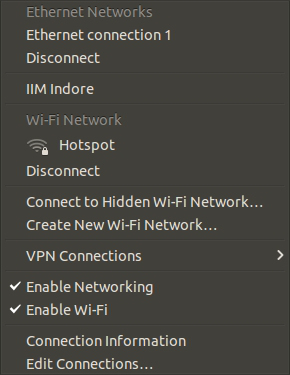 Ethernet Networks
Ethernet connection 1
Disconnect
IIM Indore
Wi-Fi Network
Hotspot
Disconnect
Connect to Hidden Wi-Fi Network…
Create New Wi-Fi Network…
VPN Connections
Enable Networking
Enable Wi-Fi
Connection Information
Edit Connections…